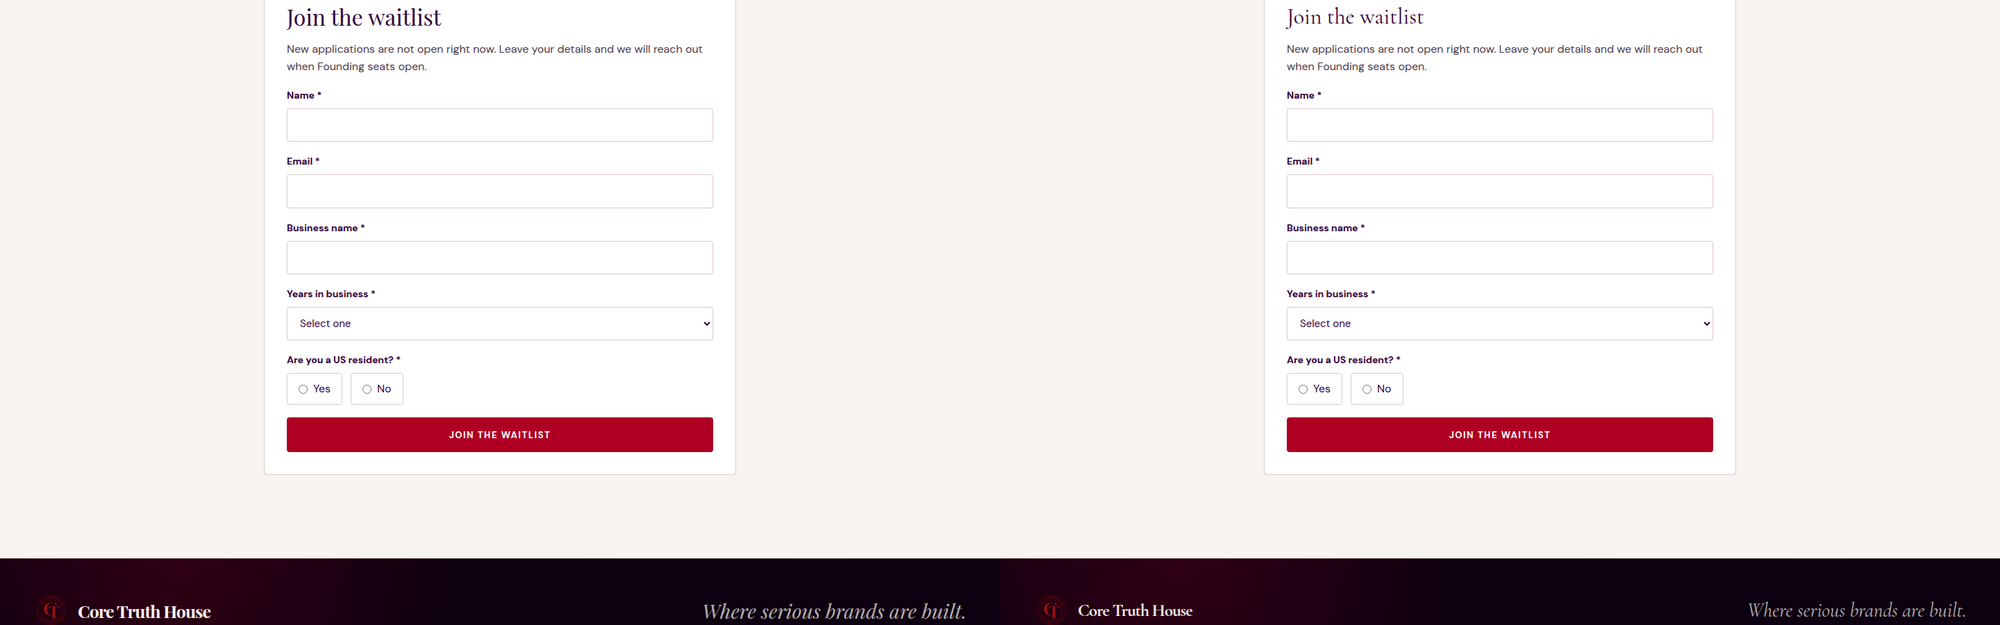 Join the waitlist
New applications are not open right now. Leave your details and we will reach out
when Founding seats open.
Name *
Email *
Business name *
Years in business *
Select one
Are you a US resident? *
Yes
No
JOIN THE WAITLIST
Core Truth House
Where serious brands are built.
Join the waitlist
New applications are not open right now. Leave your details and we will reach out
when Founding seats open.
Name *
Email *
Business name *
Years in business *
Select one
Are you a US resident? *
Yes
No
JOIN THE WAITLIST
Core Truth House
Where serious brands are built.